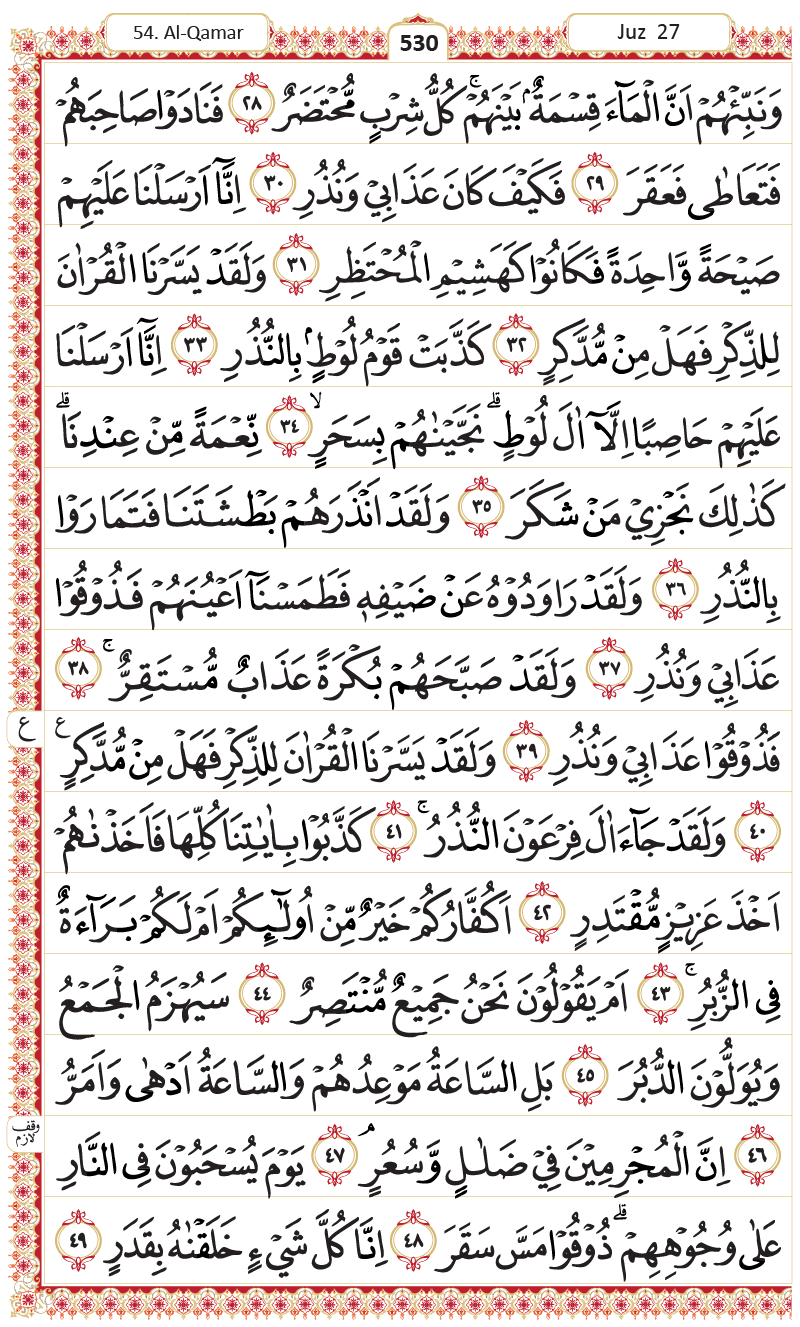 54. Al-Qamar
530
Juz 27
وَنَبِّئْهُمْ اَنَّ الْمَآءَ قِسْمَةٌۢ بَيْنَهُمْ ۚ كُلُّ شِرْبٍ مُّحْتَضَرٌ ٢٨ فَنَادَوْا صَاحِبَهُمْ
فَتَعَاطٰى فَعَقَرَ ٢٩ فَكَيْفَ كَانَ عَذَابِيْ وَنُذُرِ ٣٠ اِنَّآ اَرْسَلْنَا عَلَيْهِمْ
صَيْحَةً وَّاحِدَةً فَكَانُوْا كَهَشِيْمِ الْمُحْتَظِرِ ٣١ وَلَقَدْ يَسَّرْنَا الْقُرْاٰنَ
لِلذِّكْرِ فَهَلْ مِنْ مُّدَّكِرٍ ٣٢ كَذَّبَتْ قَوْمُ لُوْطٍۢ بِالنُّذُرِ ٣٣ اِنَّآ اَرْسَلْنَا
عَلَيْهِمْ حَاصِبًا اِلَّآ اٰلَ لُوْطٍ ۗ نَجَّيْنٰهُمْ بِسَحَرٍ ۙ ٣٤ نِّعْمَةً مِّنْ عِنْدِنَا ۗ
كَذٰلِكَ نَجْزِيْ مَنْ شَكَرَ ٣٥ وَلَقَدْ اَنْذَرَهُمْ بَطْشَتَنَا فَتَمَارَوْا
بِالنُّذُرِ ٣٦ وَلَقَدْ رَاوَدُوْهُ عَنْ ضَيْفِهٖ فَطَمَسْنَآ اَعْيُنَهُمْ فَذُوْقُوْا
عَذَابِيْ وَنُذُرِ ٣٧ وَلَقَدْ صَبَّحَهُمْ بُكْرَةً عَذَابٌ مُّسْتَقِرٌّ ۚ ٣٨
فَذُوْقُوْا عَذَابِيْ وَنُذُرِ ٣٩ وَلَقَدْ يَسَّرْنَا الْقُرْاٰنَ لِلذِّكْرِ فَهَلْ مِنْ مُّدَّكِرٍ ع
ع
٤٠ وَلَقَدْ جَآءَ اٰلَ فِرْعَوْنَ النُّذُرُ ۚ ٤١ كَذَّبُوْا بِاٰيٰتِنَا كُلِّهَا فَاَخَذْنٰهُمْ
اَخْذَ عَزِيْزٍ مُّقْتَدِرٍ ٤٢ اَكُفَّارُكُمْ خَيْرٌ مِّنْ اُولٰٓىِٕكُمْ اَمْ لَكُمْ بَرَآءَةٌ
فِى الزُّبُرِ ۚ ٤٣ اَمْ يَقُوْلُوْنَ نَحْنُ جَمِيْعٌ مُّنْتَصِرٌ ٤٤ سَيُهْزَمُ الْجَمْعُ
وَيُوَلُّوْنَ الدُّبُرَ ٤٥ بَلِ السَّاعَةُ مَوْعِدُهُمْ وَالسَّاعَةُ اَدْهٰى وَاَمَرُّ
وقف لازم
٤٦ اِنَّ الْمُجْرِمِيْنَ فِيْ ضَلٰلٍ وَّسُعُرٍ ۘ ٤٧ يَوْمَ يُسْحَبُوْنَ فِى النَّارِ
عَلٰى وُجُوْهِهِمْ ۗ ذُوْقُوْا مَسَّ سَقَرَ ٤٨ اِنَّا كُلَّ شَيْءٍ خَلَقْنٰهُ بِقَدَرٍ ٤٩